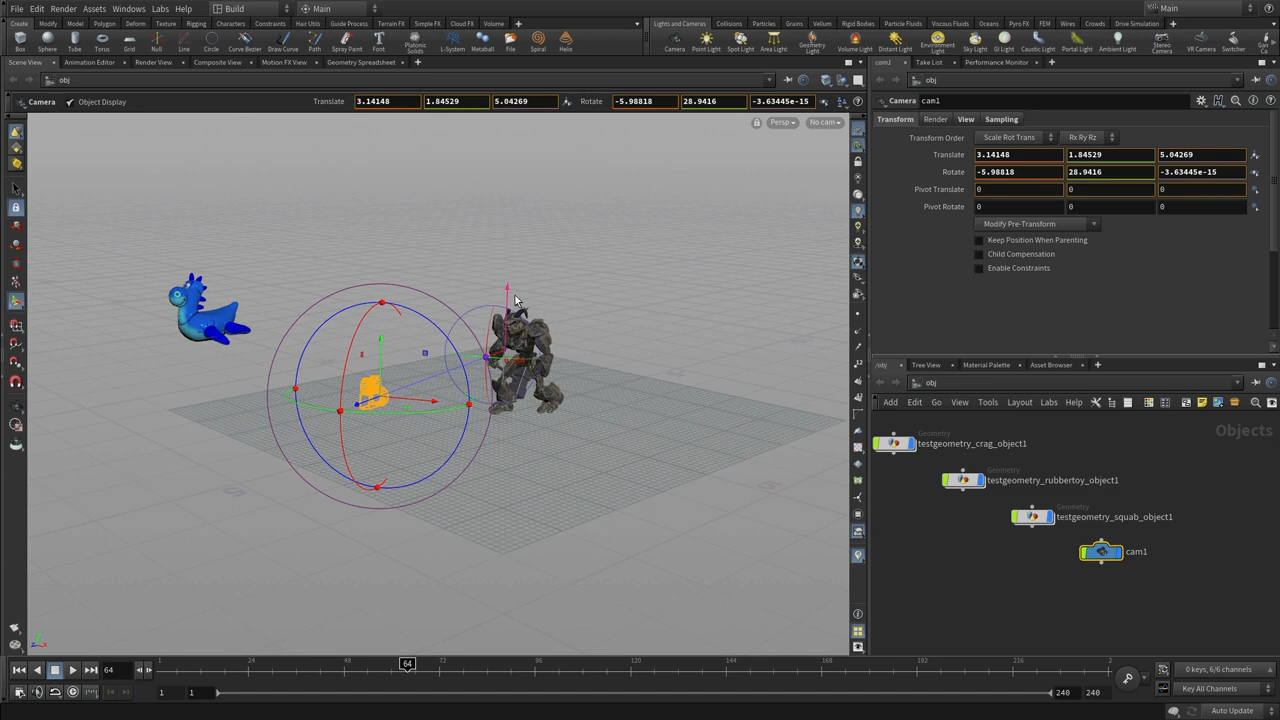 File Edit Render Assets Windows Labs Help Build Main Main
Create Modify Model Polygon Deform Texture Rigging Characters Constraints Hair Utils Guide Process Terrain FX Simple FX Cloud FX Volume
Lights and Cameras Collisions Particles Grains Vellum Rigid Bodies Particle Fluids Viscous Fluids Oceans Pyro FX FEM Wires Crowds Drive Simulation
Box Sphere Tube Torus Grid Null Line Circle Curve Bezier Draw Curve Path Spray Paint Font Platonic Solids L-System Metaball File Spiral Helix
Camera Point Light Spot Light Area Light Geometry Light Volume Light Distant Light Environment Light Sky Light GI Light Caustic Light Portal Light Ambient Light Stereo Camera VR Camera Switcher
Scene View Animation Editor Render View Composite View Motion FX View Geometry Spreadsheet
cam1 Take List Performance Monitor
obj
obj
Camera Object Display Translate 3.14148 1.84529 5.04269 Rotate -5.98818 28.9416 -3.63445e-15
Camera cam1
Persp No cam
Transform Render View Sampling
Transform Order Scale Rot Trans Rx Ry Rz
Translate 3.14148 1.84529 5.04269
Rotate -5.98818 28.9416 -3.63445e-15
Pivot Translate 0 0 0
Pivot Rotate 0 0 0
Modify Pre-Transform
Keep Position When Parenting
Child Compensation
Enable Constraints
/obj Tree View Material Palette Asset Browser
obj
Add Edit Go View Tools Layout Labs Help
Objects
Geometry
testgeometry_crag_object1
Geometry
testgeometry_rubbertoy_object1
Geometry
testgeometry_squab_object1
cam1
64 1 24 48 64 72 96 120 144 168 192 216 2
0 keys, 6/6 channels
1 1 240 240
Key All Channels
Auto Update